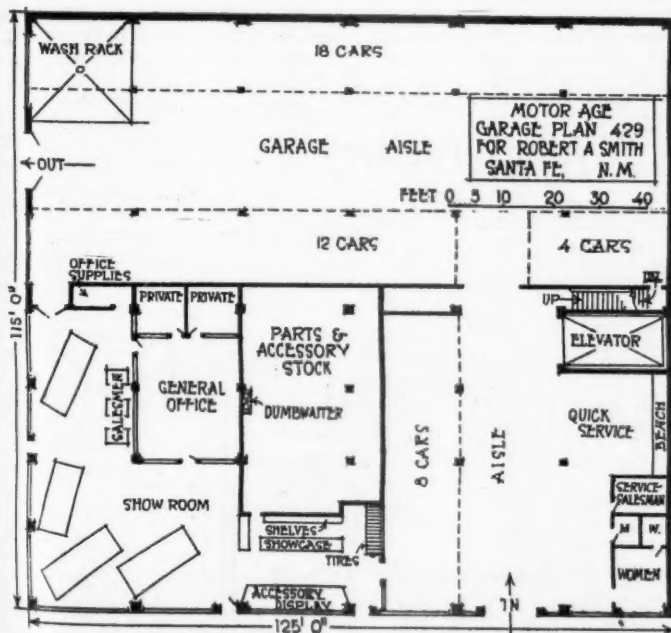 WASH RACK
18 CARS
MOTOR AGE
GARAGE PLAN 429
FOR ROBERT A SMITH
SANTA FE, N. M.
GARAGE AISLE
OUT
FEET 0 5 10 20 30 40
12 CARS
4 CARS
OFFICE
SUPPLIES
PRIVATE PRIVATE
UP
115' 0"
PARTS &
ACCESSORY
STOCK
ELEVATOR
SALESMEN
GENERAL
OFFICE
DUMBWAITER
QUICK
SERVICE
BENCH
8 CARS
AISLE
SHOW ROOM
SERVICE
SALESMAN
SHELVES
SHOWCASE
TIRES
M W.
WOMEN
ACCESSORY
DISPLAY
IN
125' 0"